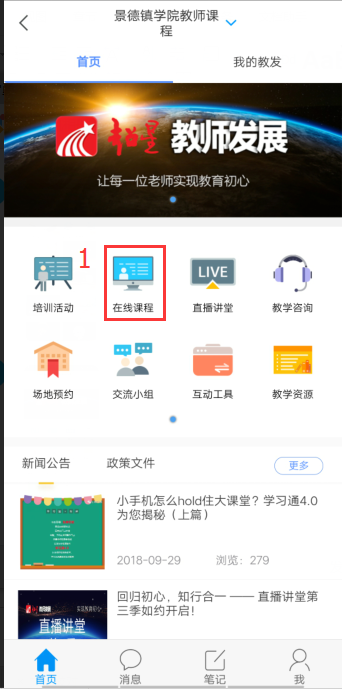 景德镇学院教师课
程
首页
我的教发
超星 教师发展
让每一位老师实现教育初心
1
培训活动
在线课程
LIVE
直播讲堂
教学咨询
场地预约
交流小组
互动工具
教学资源
新闻公告
政策文件
更多
小手机怎么hold住大课堂？学习通4.0
为您揭秘（上篇）
2018-09-29
浏览：279
回归初心，知行合一 —— 直播讲堂第
三季如约开启！
直播讲堂
首页
消息
笔记
我